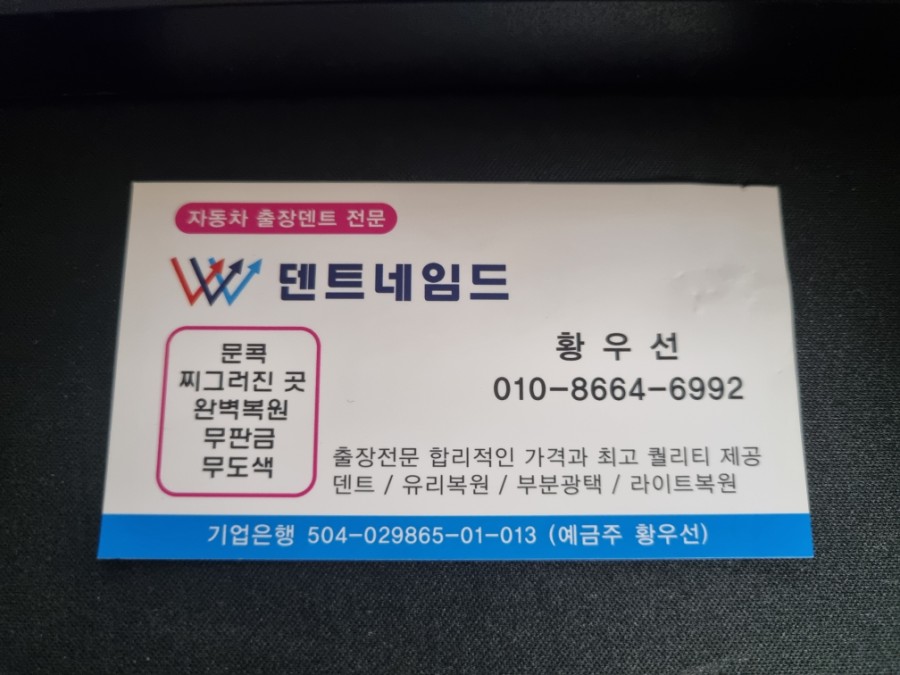 자동차 출장덴트 전문
덴트네임드
문콕
찌그러진 곳
완벽복원
무판금
무도색
황우선
010-8664-6992
출장전문 합리적인 가격과 최고 퀄리티 제공
덴트 / 유리복원 / 부분광택 / 라이트복원
기업은행 504-029865-01-013 (예금주 황우선)